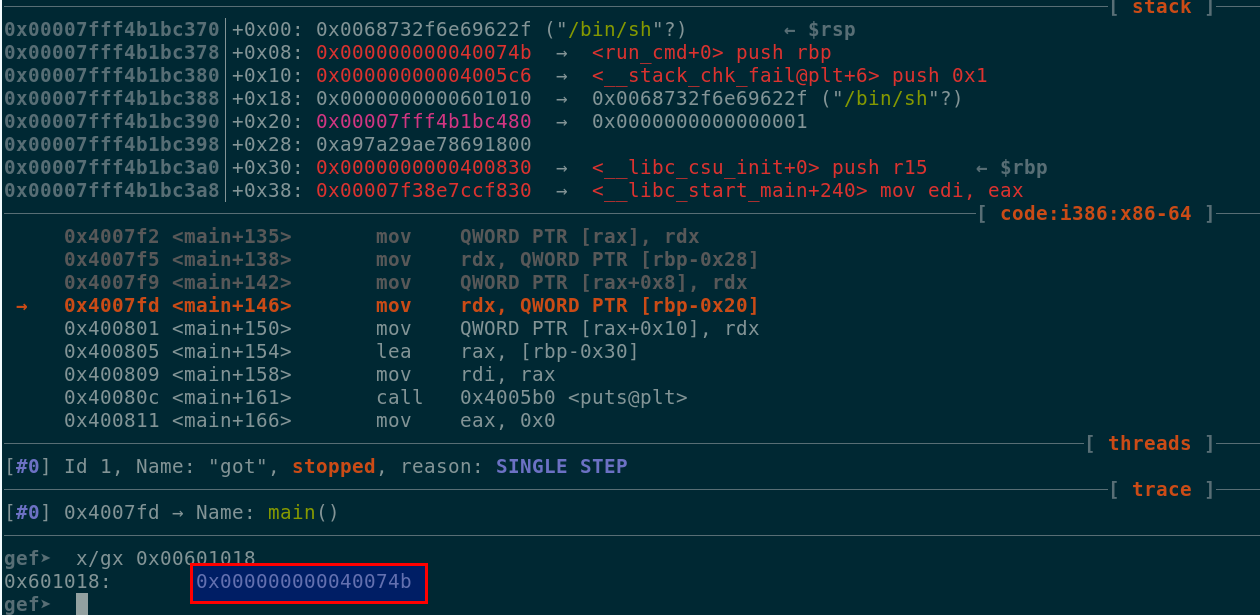 [ stack ]
0x00007fff4b1bc370│+0x00: 0x0068732f6e69622f ("/bin/sh"?)      ← $rsp
0x00007fff4b1bc378│+0x08: 0x000000000040074b  →  <run_cmd+0> push rbp
0x00007fff4b1bc380│+0x10: 0x00000000004005c6  →  <__stack_chk_fail@plt+6> push 0x1
0x00007fff4b1bc388│+0x18: 0x0000000000601010  →  0x0068732f6e69622f ("/bin/sh"?)
0x00007fff4b1bc390│+0x20: 0x00007fff4b1bc480  →  0x0000000000000001
0x00007fff4b1bc398│+0x28: 0xa97a29ae78691800
0x00007fff4b1bc3a0│+0x30: 0x0000000000400830  →  <__libc_csu_init+0> push r15    ← $rbp
0x00007fff4b1bc3a8│+0x38: 0x00007f38e7ccf830  →  <__libc_start_main+240> mov edi, eax
[ code:i386:x86-64 ]
0x4007f2 <main+135>       mov    QWORD PTR [rax], rdx
0x4007f5 <main+138>       mov    rdx, QWORD PTR [rbp-0x28]
0x4007f9 <main+142>       mov    QWORD PTR [rax+0x8], rdx
→   0x4007fd <main+146>       mov    rdx, QWORD PTR [rbp-0x20]
0x400801 <main+150>       mov    QWORD PTR [rax+0x10], rdx
0x400805 <main+154>       lea    rax, [rbp-0x30]
0x400809 <main+158>       mov    rdi, rax
0x40080c <main+161>       call   0x4005b0 <puts@plt>
0x400811 <main+166>       mov    eax, 0x0
[ threads ]
[#0] Id 1, Name: "got", stopped, reason: SINGLE STEP
[ trace ]
[#0] 0x4007fd → Name: main()
gef➤  x/gx 0x00601018
0x601018:       0x000000000040074b
gef➤